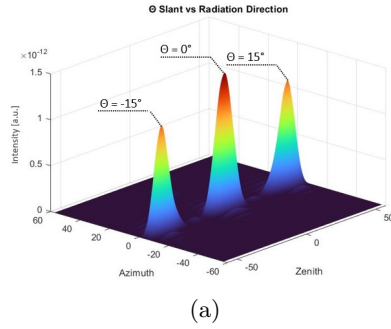 Θ Slant vs Radiation Direction
×10⁻¹²
1.5
1
0.5
0
Intensity [a.u.]
Θ = -15°
Θ = 0°
Θ = 15°
60
40
20
0
-20
-40
-60
Azimuth
-50
0
50
Zenith
(a)